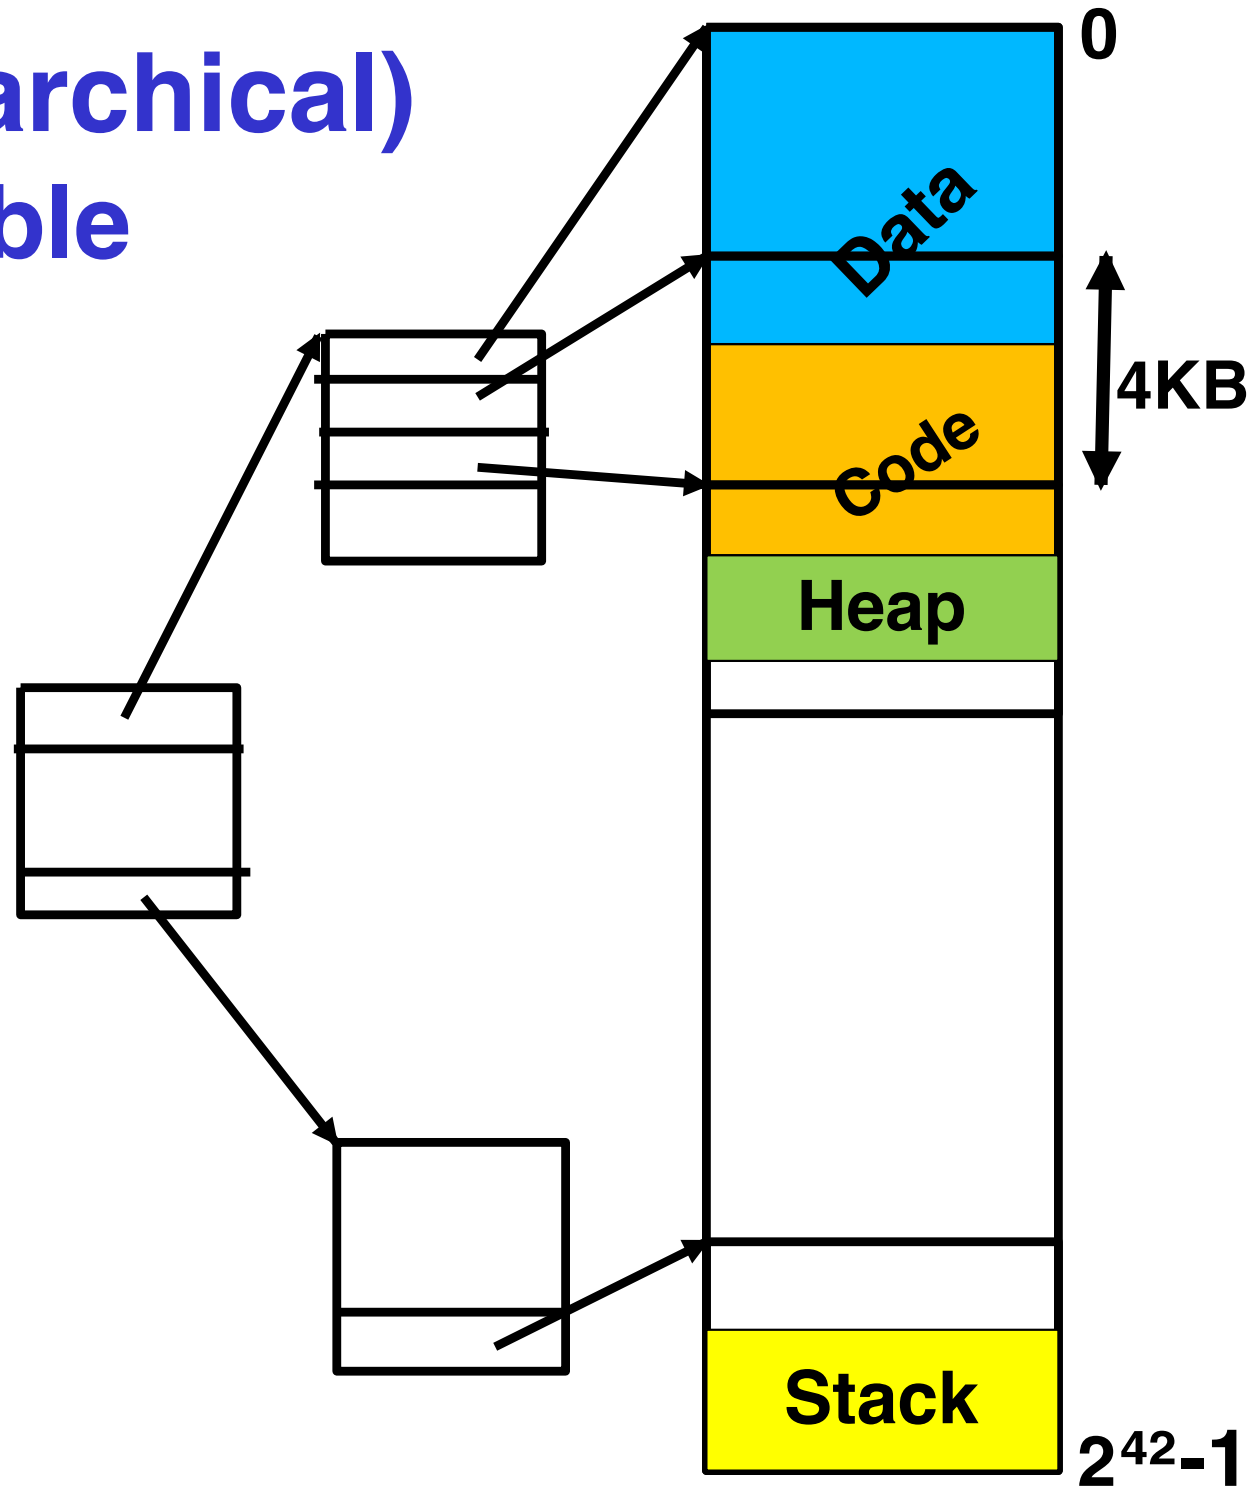 archical)
ble
0
Data
4KB
Code
Heap
Stack
2⁴²-1